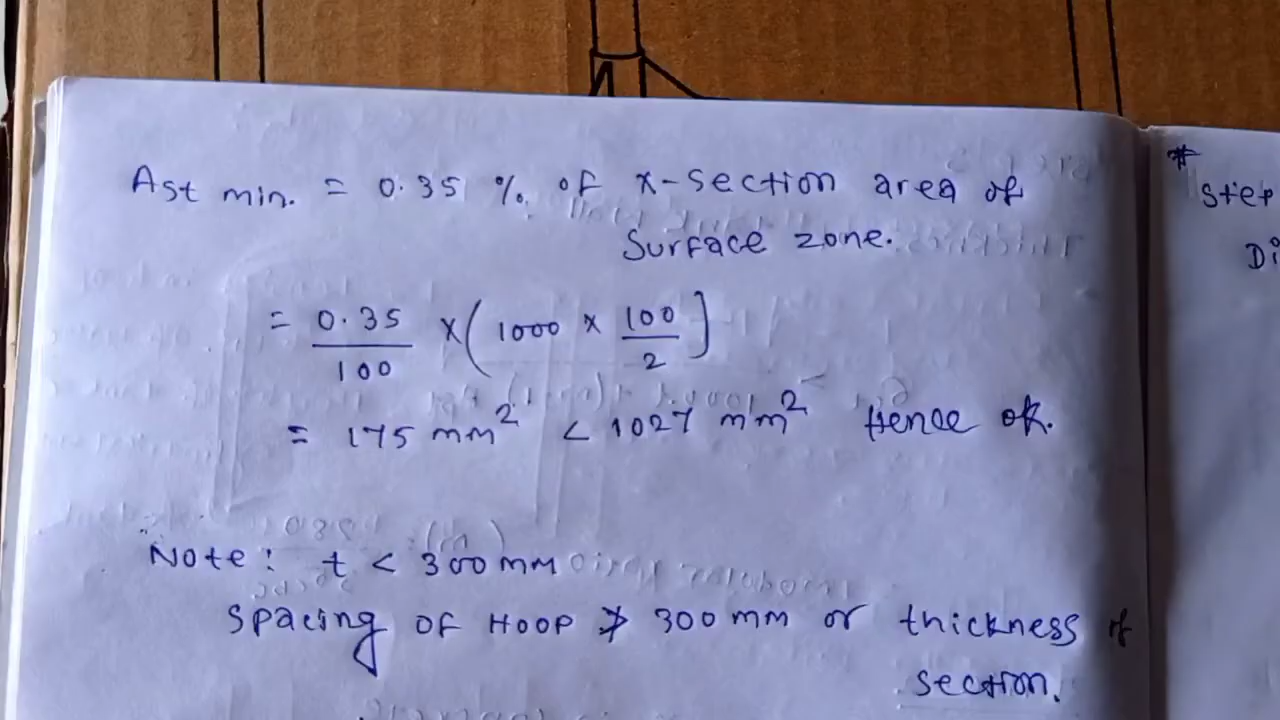 Ast min. = 0.35 % of x-section area of
surface zone.
= 0.35/100 x (1000 x 100/2)
= 175 mm² < 1027 mm² Hence ok.
Note: t < 300 mm
spacing of Hoop ≯ 300 mm or thickness of
section.
#
Step
Di